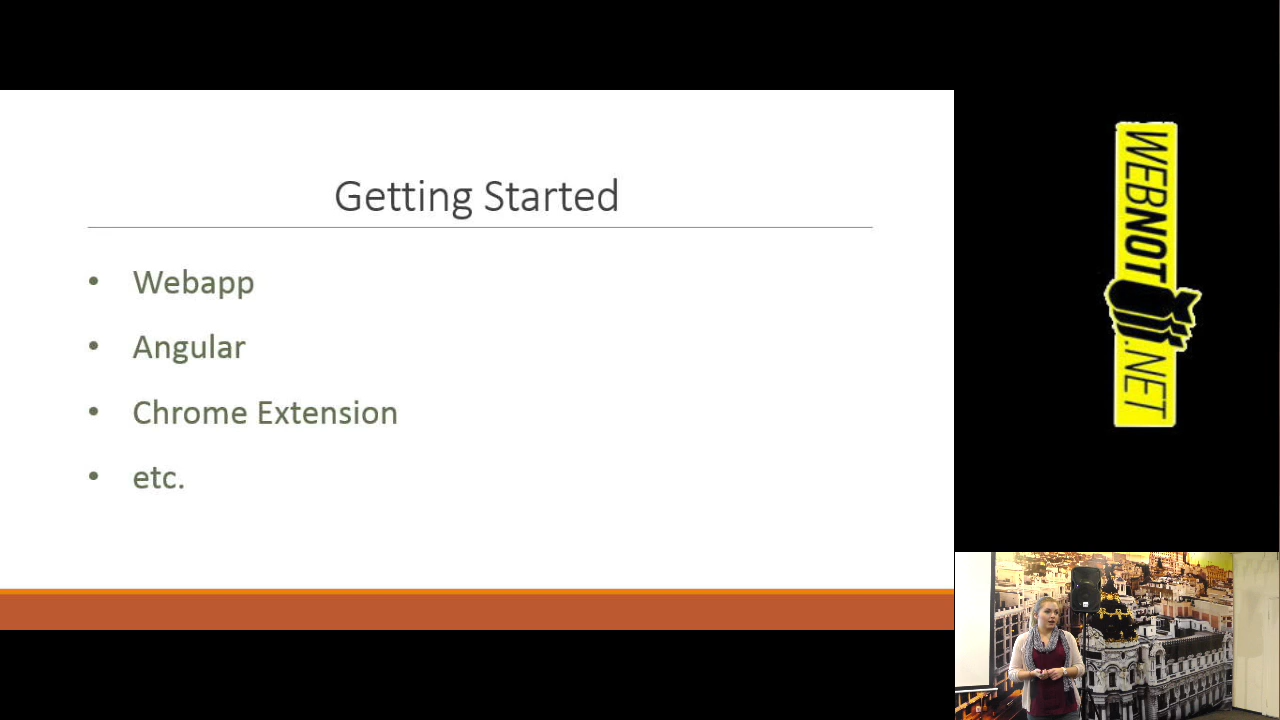 Getting Started
• Webapp
• Angular
• Chrome Extension
• etc.
WEBNOT
.NET